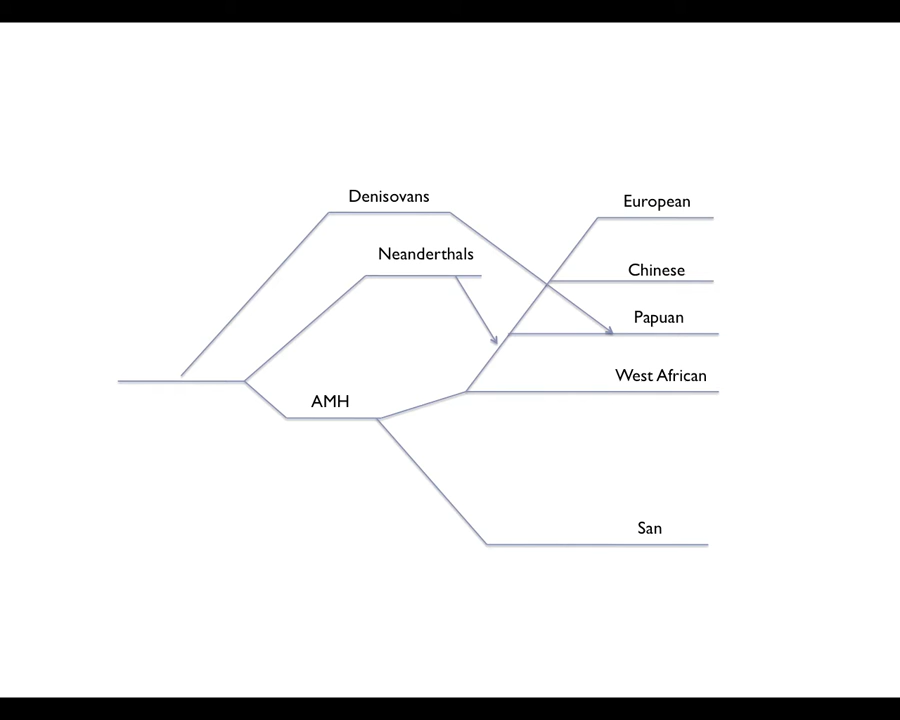 Denisovans
European
Neanderthals
Chinese
Papuan
West African
AMH
San